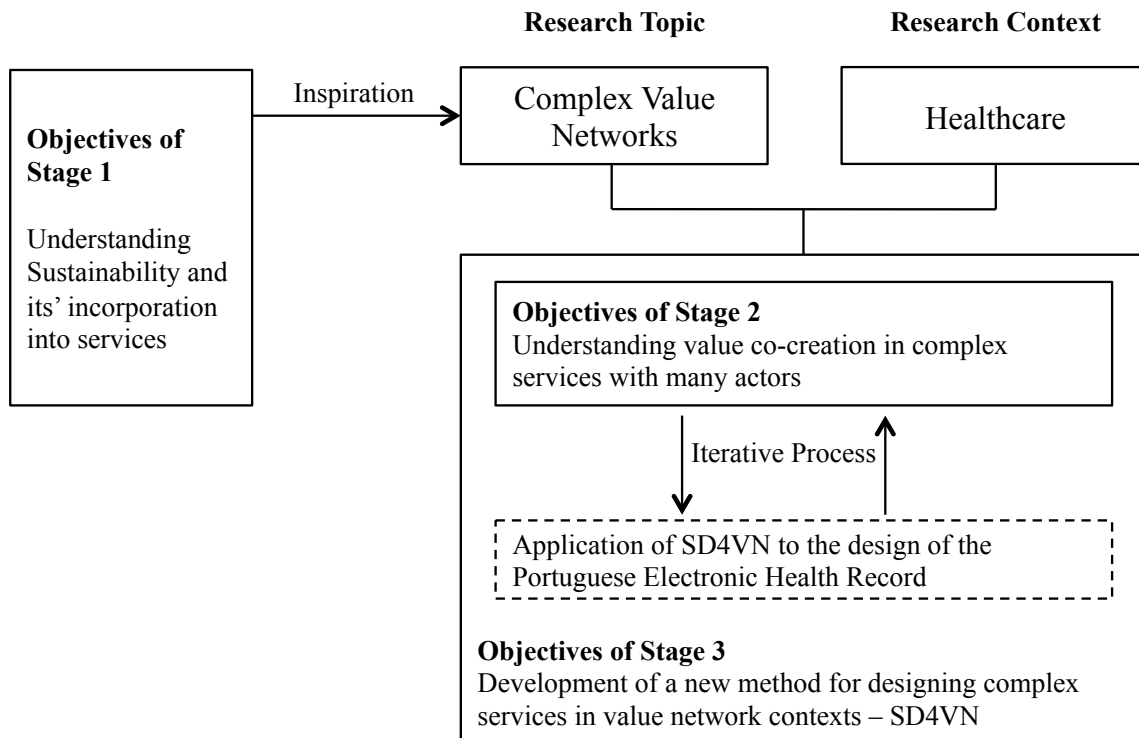 Research Topic
Research Context
Objectives of
Stage 1
Understanding
Sustainability and
its’ incorporation
into services
Inspiration
Complex Value
Networks
Healthcare
Objectives of Stage 2
Understanding value co-creation in complex
services with many actors
Iterative Process
Application of SD4VN to the design of the
Portuguese Electronic Health Record
Objectives of Stage 3
Development of a new method for designing complex
services in value network contexts – SD4VN